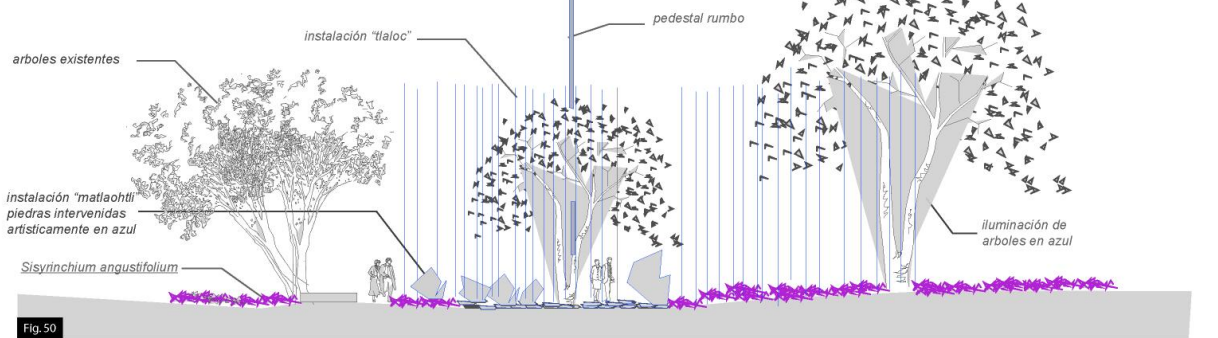 pedestal rumbo
instalación “tlaloc”
arboles existentes
instalación “matlaohtli”
piedras intervenidas
artisticamente en azul
iluminación de
arboles en azul
Sisyrinchium angustifolium
Fig. 50